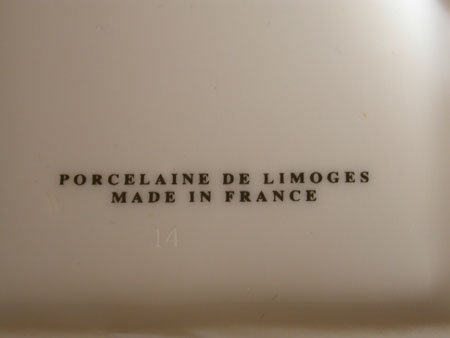 PORCELAINE DE LIMOGES
MADE IN FRANCE
14